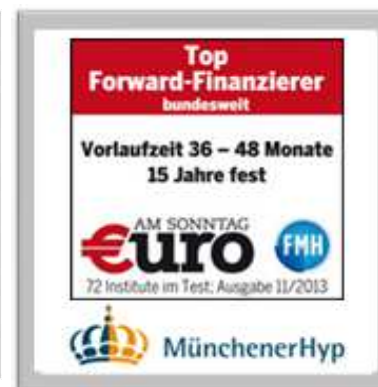 Top
Forward-Finanzierer
bundesweit
Vorlaufzeit 36 – 48 Monate
15 Jahre fest
AM SONNTAG
€uro
FMH
72 Institute im Test; Ausgabe 11/2013
MünchenerHyp